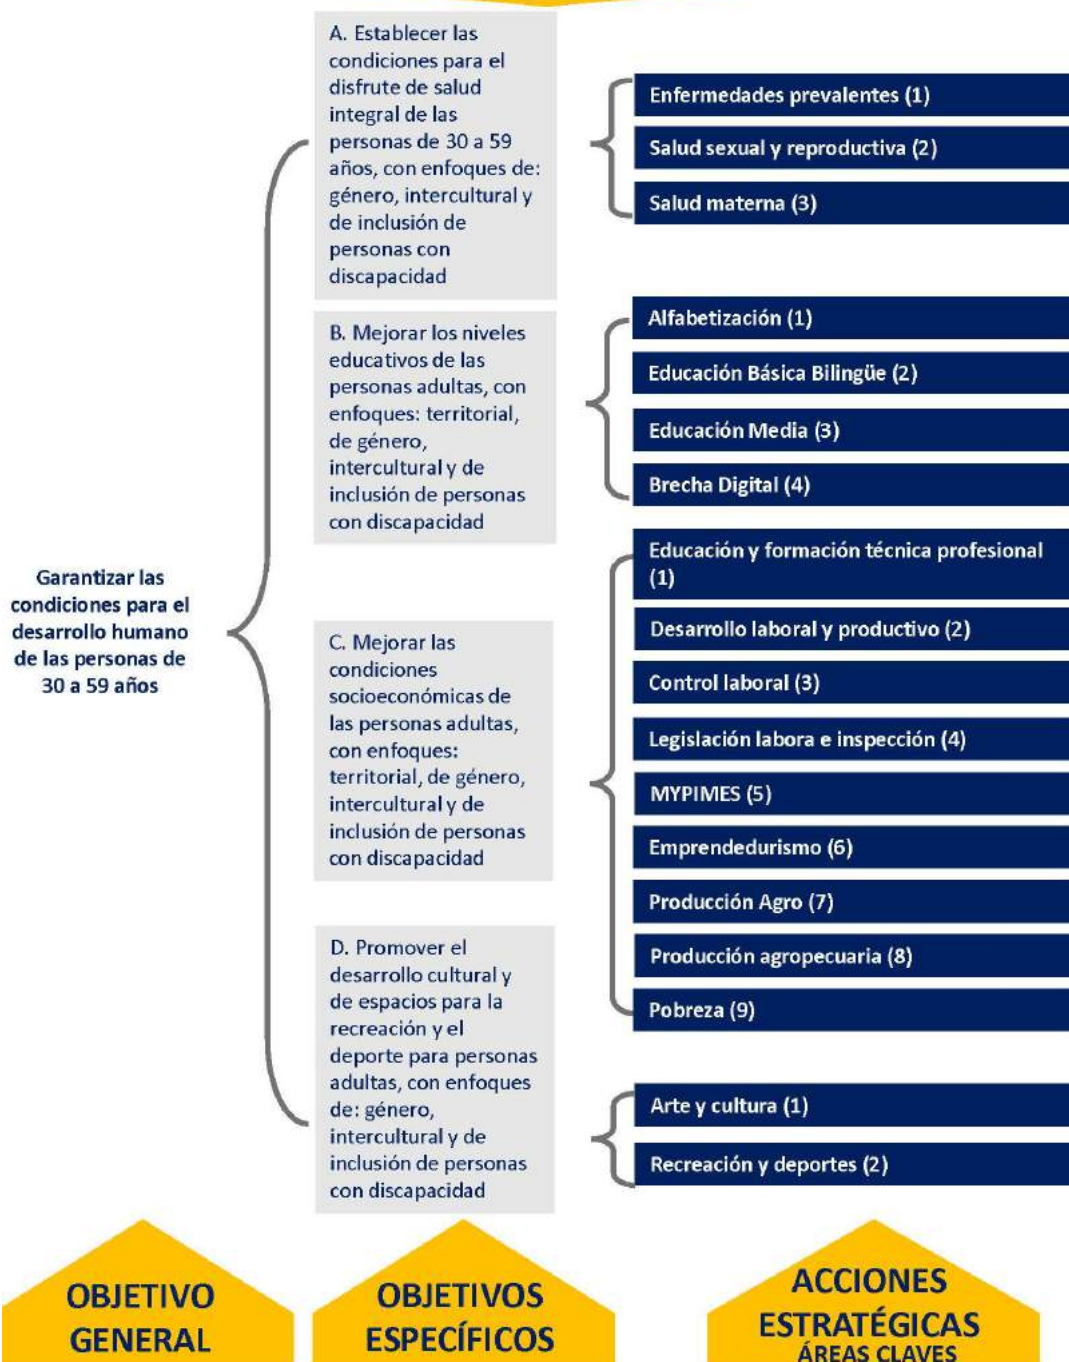 Garantizar las
condiciones para el
desarrollo humano
de las personas de
30 a 59 años
A. Establecer las
condiciones para el
disfrute de salud
integral de las
personas de 30 a 59
años, con enfoques de:
género, intercultural y
de inclusión de
personas con
discapacidad
Enfermedades prevalentes (1)
Salud sexual y reproductiva (2)
Salud materna (3)
B. Mejorar los niveles
educativos de las
personas adultas, con
enfoques: territorial,
de género,
intercultural y de
inclusión de personas
con discapacidad
Alfabetización (1)
Educación Básica Bilingüe (2)
Educación Media (3)
Brecha Digital (4)
C. Mejorar las
condiciones
socioeconómicas de
las personas adultas,
con enfoques:
territorial, de género,
intercultural y de
inclusión de personas
con discapacidad
Educación y formación técnica profesional
(1)
Desarrollo laboral y productivo (2)
Control laboral (3)
Legislación labora e inspección (4)
MYPIMES (5)
Emprendedurismo (6)
Producción Agro (7)
Producción agropecuaria (8)
Pobreza (9)
D. Promover el
desarrollo cultural y
de espacios para la
recreación y el
deporte para personas
adultas, con enfoques
de: género,
intercultural y de
inclusión de personas
con discapacidad
Arte y cultura (1)
Recreación y deportes (2)
OBJETIVO
GENERAL
OBJETIVOS
ESPECÍFICOS
ACCIONES
ESTRATÉGICAS
ÁREAS CLAVES